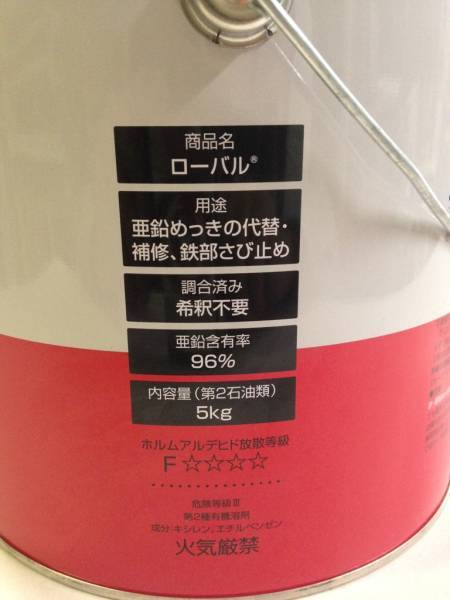 商品名
ローバル®
用途
亜鉛めっきの代替・
補修、鉄部さび止め
調合済み
希釈不要
亜鉛含有率
96%
内容量（第2石油類）
5kg
ホルムアルデヒド放散等級
F☆☆☆☆
危険等級Ⅲ
第2種有機溶剤
成分:キシレン、エチルベンゼン
火気厳禁